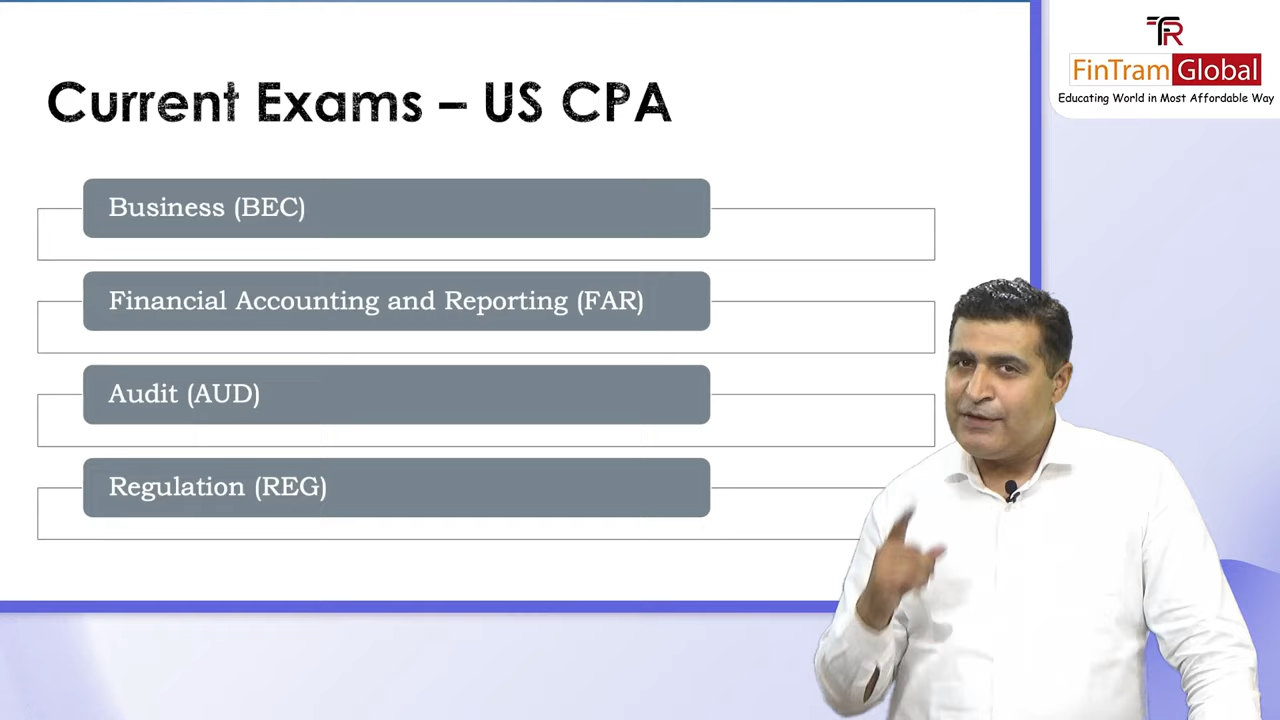 Current Exams – US CPA
Business (BEC)
Financial Accounting and Reporting (FAR)
Audit (AUD)
Regulation (REG)
TR
FinTram Global
Educating World in Most Affordable Way